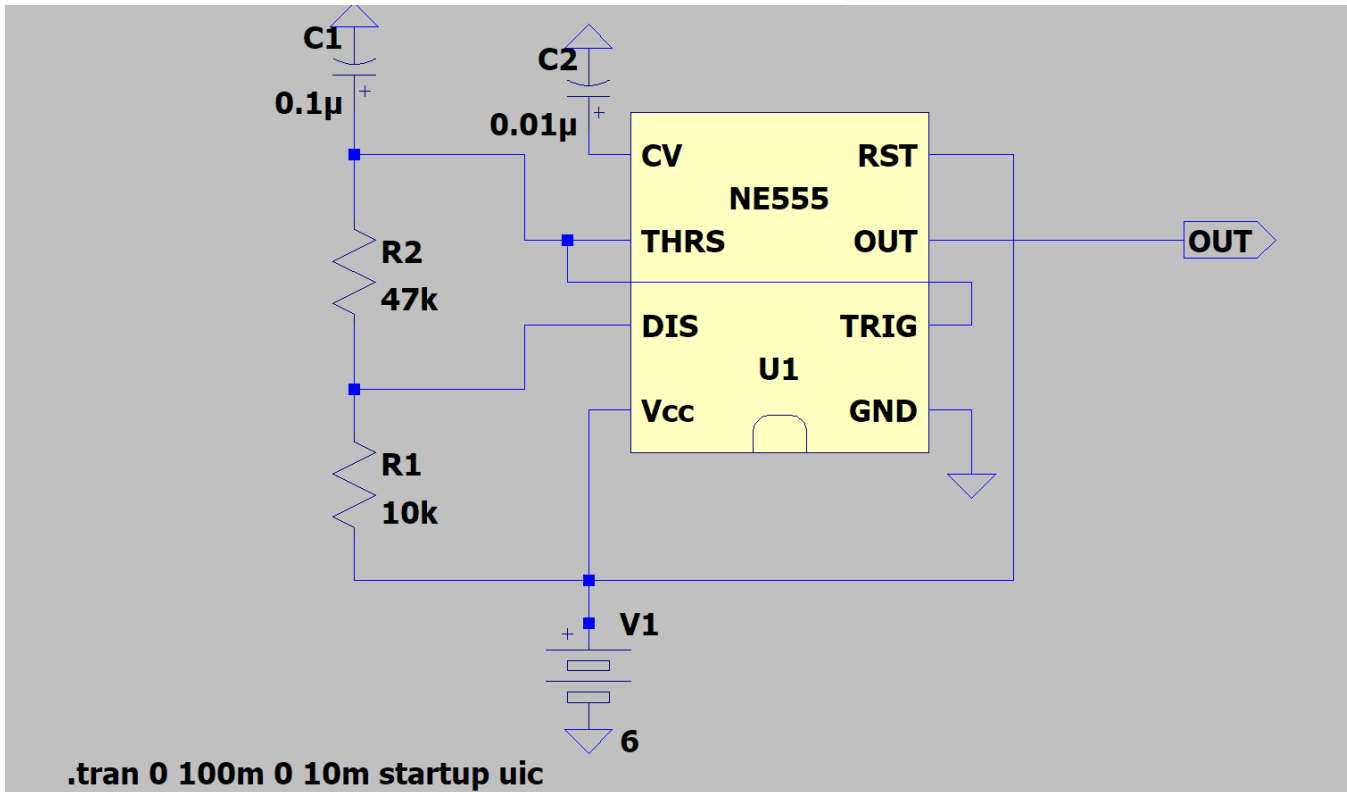 C1
C2
0.1µ
0.01µ
CV
RST
NE555
THRS
OUT
OUT
R2
47k
DIS
TRIG
U1
Vcc
GND
R1
10k
V1
6
.tran 0 100m 0 10m startup uic